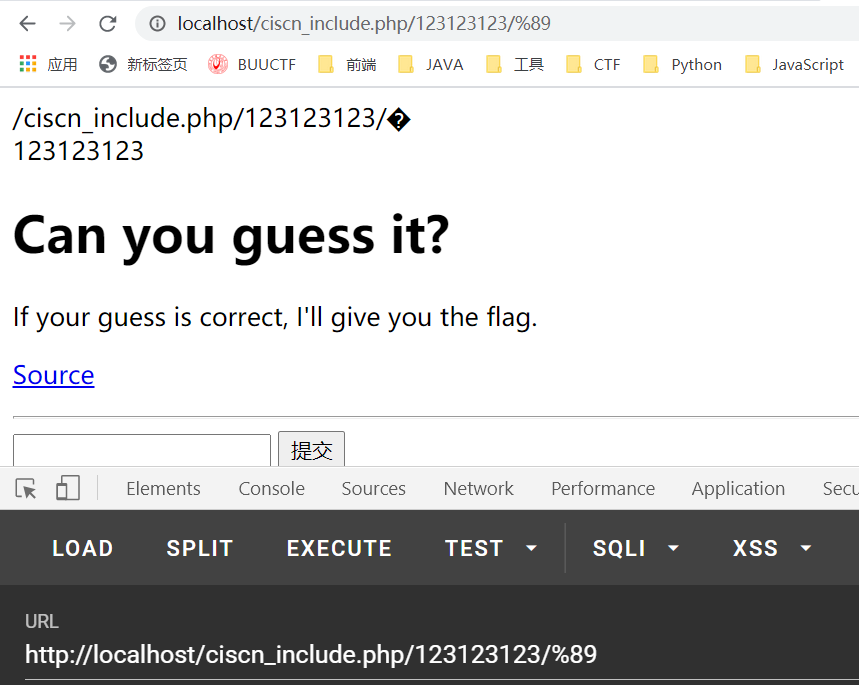 localhost/ciscn_include.php/123123123/%89
应用 新标签页 BUUCTF 前端 JAVA 工具 CTF Python JavaScript
/ciscn_include.php/123123123/�
123123123
Can you guess it?
If your guess is correct, I'll give you the flag.
Source
提交
Elements Console Sources Network Performance Application Secu
LOAD SPLIT EXECUTE TEST SQLI XSS
URL
http://localhost/ciscn_include.php/123123123/%89